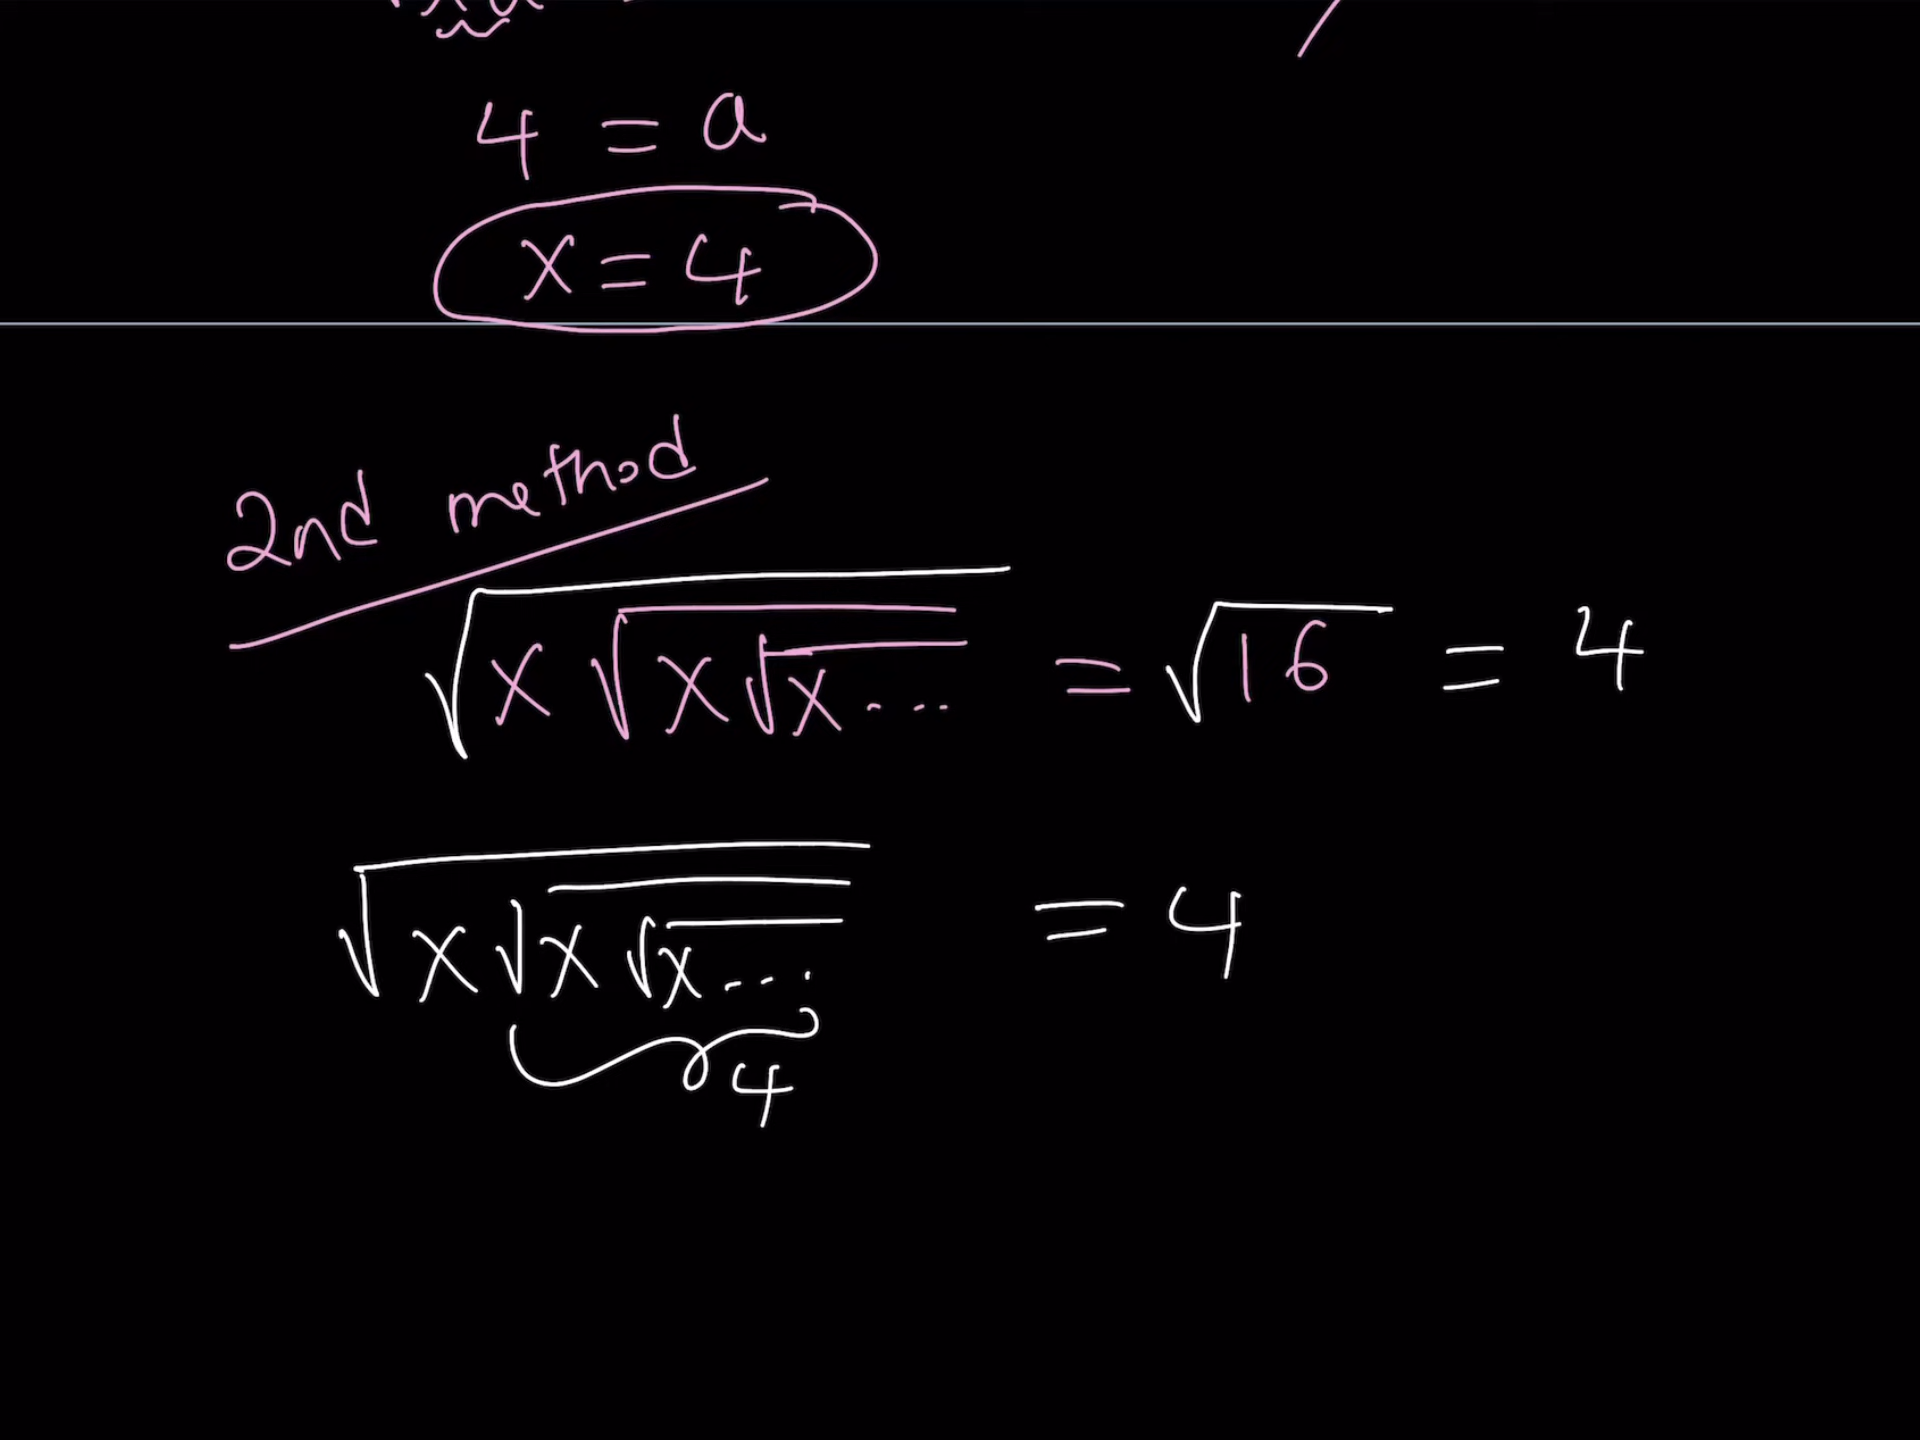 4 = a
x = 4
2nd method
√(x√(x√(x...))) = √16 = 4
√(x√(x√(x...))) = 4
4